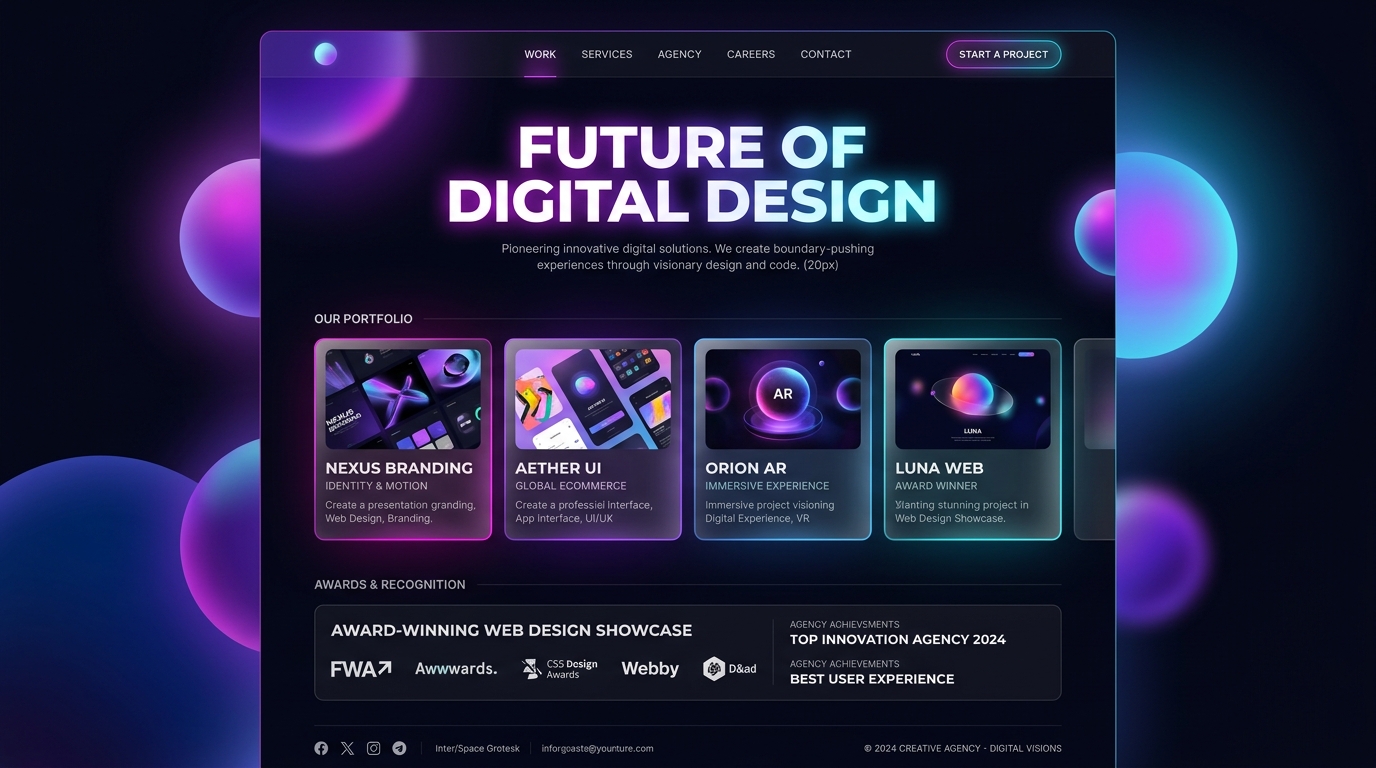 WORK
SERVICES
AGENCY
CAREERS
CONTACT
START A PROJECT
FUTURE OF
DIGITAL DESIGN
Pioneering innovative digital solutions. We create boundary-pushing
experiences through visionary design and code. (20px)
OUR PORTFOLIO
NEXUS BRANDING
IDENTITY & MOTION
Create a presentation granding,
Web Design, Branding.
AETHER UI
GLOBAL ECOMMERCE
Create a professiel Interface,
App Interface, UI/UK
AR
ORION AR
IMMERSIVE EXPERIENCE
Immersive project visioning
Digital Experience, VR
LUNA
LUNA WEB
AWARD WINNER
Wanting stunning project in
Web Design Showcase.
AWARDS & RECOGNITION
AWARD-WINNING WEB DESIGN SHOWCASE
FWA
Awwwards.
CSS Design
Awards
Webby
D&ad
AGENCY ACHIEVSMENTS
TOP INNOVATION AGENCY 2024
AGENCY ACHIEVEMENTS
BEST USER EXPERIENCE
Inter/Space Grotesk
inforgoaste@younture.com
© 2024 CREATIVE AGENCY - DIGITAL VISIONS